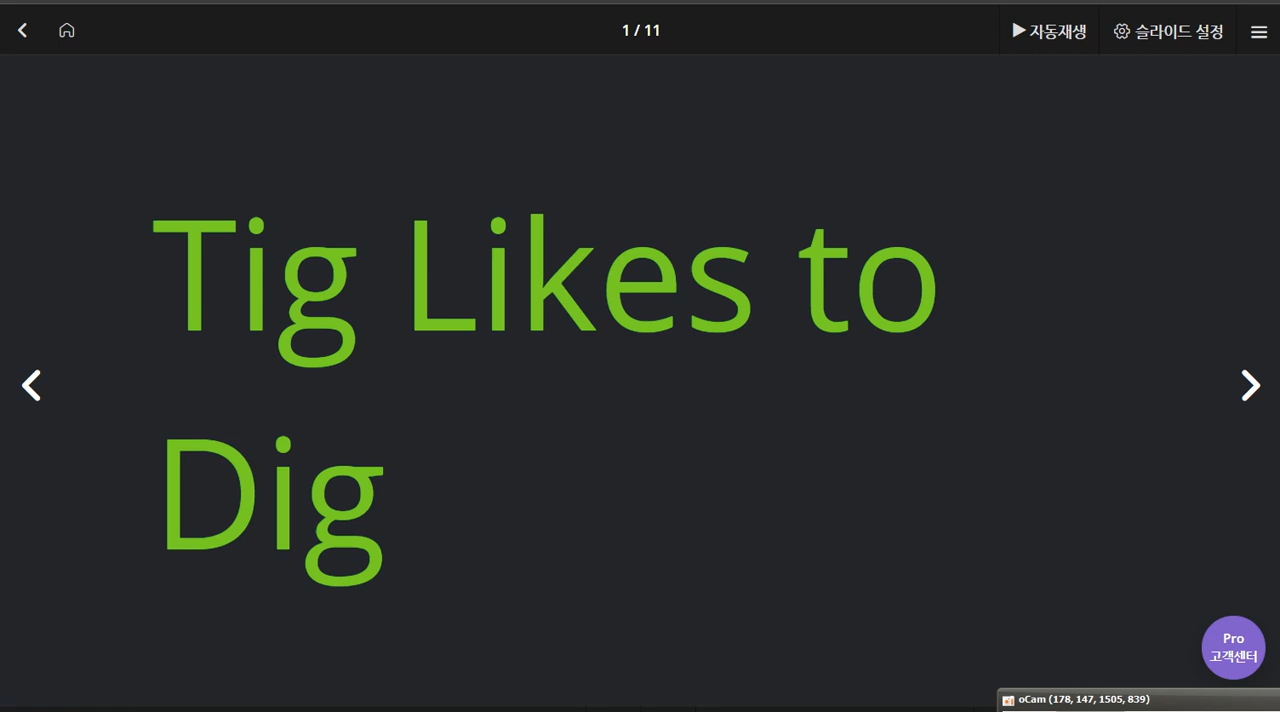 1 / 11
자동재생
슬라이드 설정
Tig Likes to
Dig
Pro
고객센터
oCam (178, 147, 1505, 839)